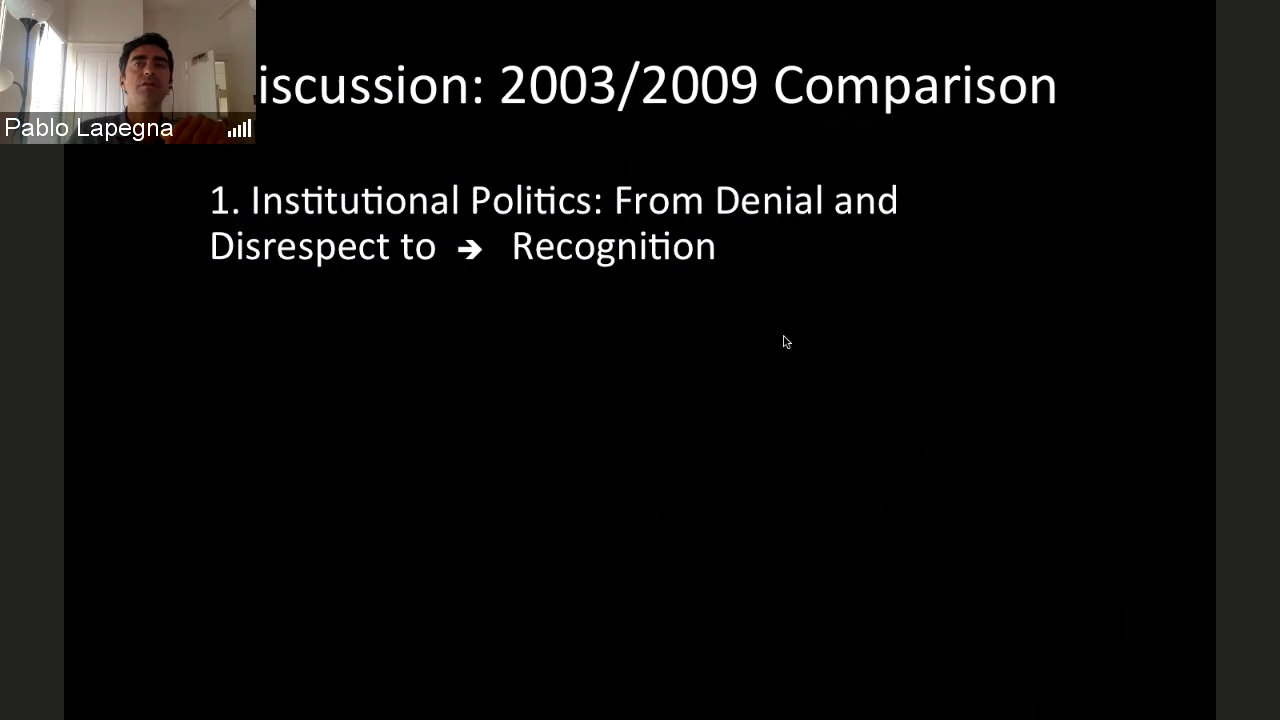 iscussion: 2003/2009 Comparison
Pablo Lapegna
1. Institutional Politics: From Denial and
Disrespect to ➔ Recognition